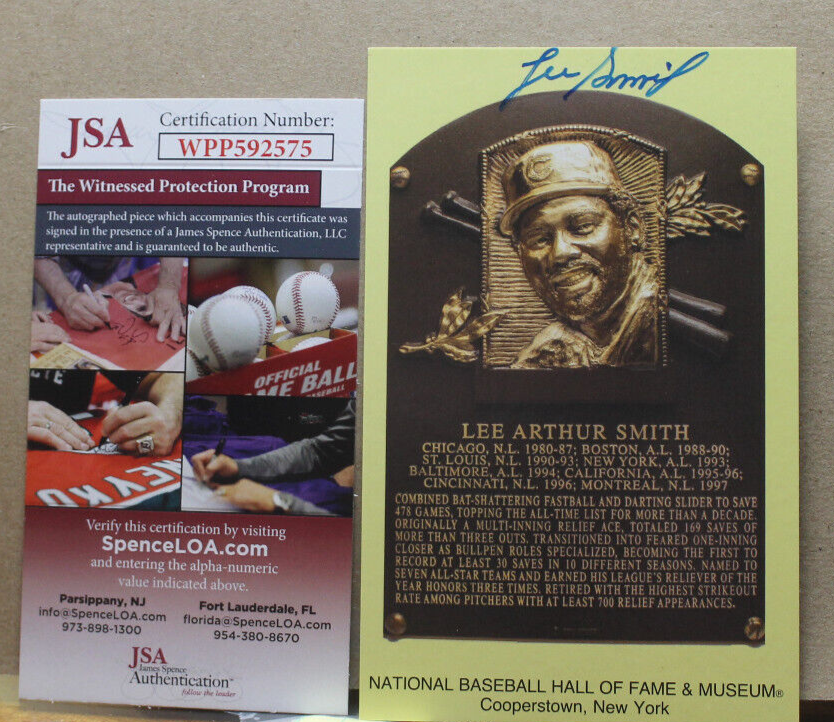 JSA
Certification Number:
WPP592575
The Witnessed Protection Program
The autographed piece which accompanies this certificate was
signed in the presence of a James Spence Authentication, LLC
representative and is guaranteed to be authentic.
OFFICIAL
ME BALL
BASEBALL
Verify this certification by visiting
SpenceLOA.com
and entering the alpha-numeric
value indicated above.
Parsippany, NJ
info@SpenceLOA.com
973-898-1300
Fort Lauderdale, FL
florida@SpenceLOA.com
954-380-8670
JSA
James Spence
Authentication
follow the leader
Lee Smith
LEE ARTHUR SMITH
CHICAGO, N.L. 1980-87; BOSTON, A.L. 1988-90;
ST. LOUIS, N.L. 1990-93; NEW YORK, A.L. 1993;
BALTIMORE, A.L. 1994; CALIFORNIA, A.L. 1995-96;
CINCINNATI, N.L. 1996; MONTREAL, N.L. 1997
COMBINED BAT-SHATTERING FASTBALL AND DARTING SLIDER TO SAVE
478 GAMES, TOPPING THE ALL-TIME LIST FOR MORE THAN A DECADE.
ORIGINALLY A MULTI-INNING RELIEF ACE, TOTALED 169 SAVES OF
MORE THAN THREE OUTS. TRANSITIONED INTO FEARED ONE-INNING
CLOSER AS BULLPEN ROLES SPECIALIZED, BECOMING THE FIRST TO
RECORD AT LEAST 30 SAVES IN 10 DIFFERENT SEASONS. NAMED TO
SEVEN ALL-STAR TEAMS AND EARNED HIS LEAGUE'S RELIEVER OF THE
YEAR HONORS THREE TIMES. RETIRED WITH THE HIGHEST STRIKEOUT
RATE AMONG PITCHERS WITH AT LEAST 700 RELIEF APPEARANCES.
NATIONAL BASEBALL HALL OF FAME & MUSEUM®
Cooperstown, New York